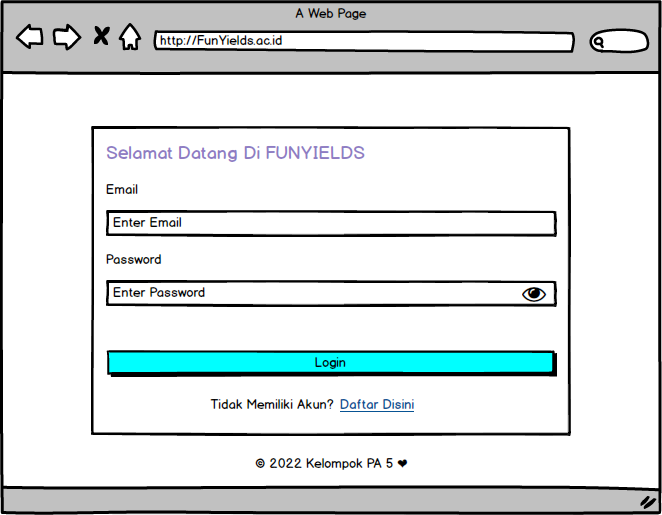 A Web Page
http://FunYields.ac.id
Selamat Datang Di FUNYIELDS
Email
Enter Email
Password
Enter Password
Login
Tidak Memiliki Akun? Daftar Disini
© 2022 Kelompok PA 5 ❤